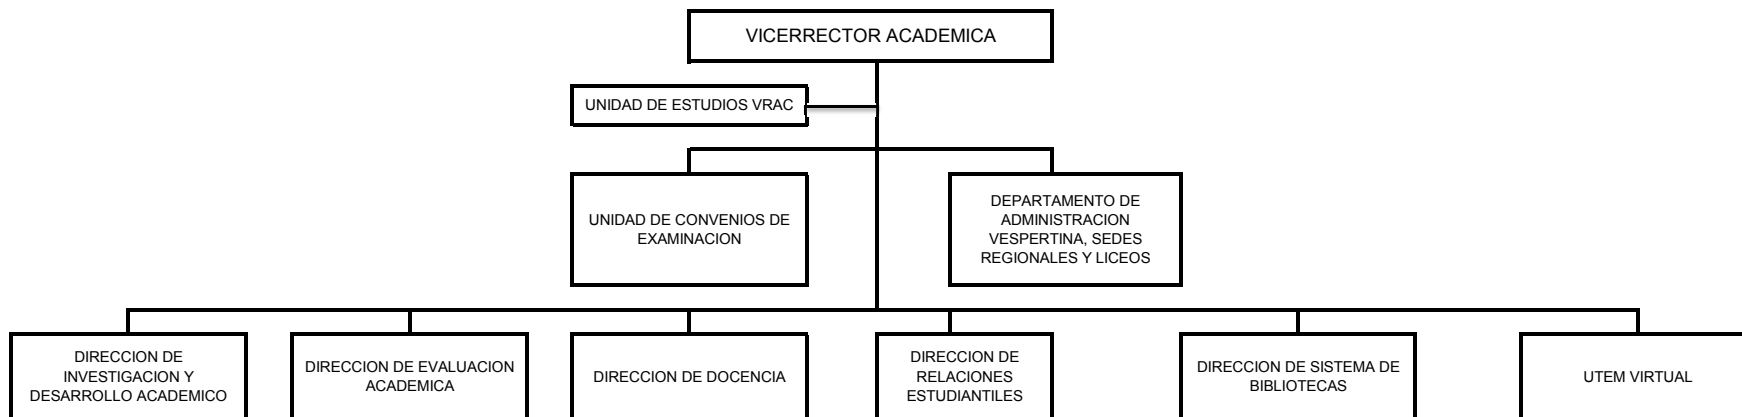 VICERRECTOR ACADEMICA
UNIDAD DE ESTUDIOS VRAC
UNIDAD DE CONVENIOS DE
EXAMINACION
DEPARTAMENTO DE
ADMINISTRACION
VESPERTINA, SEDES
REGIONALES Y LICEOS
DIRECCION DE
INVESTIGACION Y
DESARROLLO ACADEMICO
DIRECCION DE EVALUACION
ACADEMICA
DIRECCION DE DOCENCIA
DIRECCION DE
RELACIONES
ESTUDIANTILES
DIRECCION DE SISTEMA DE
BIBLIOTECAS
UTEM VIRTUAL